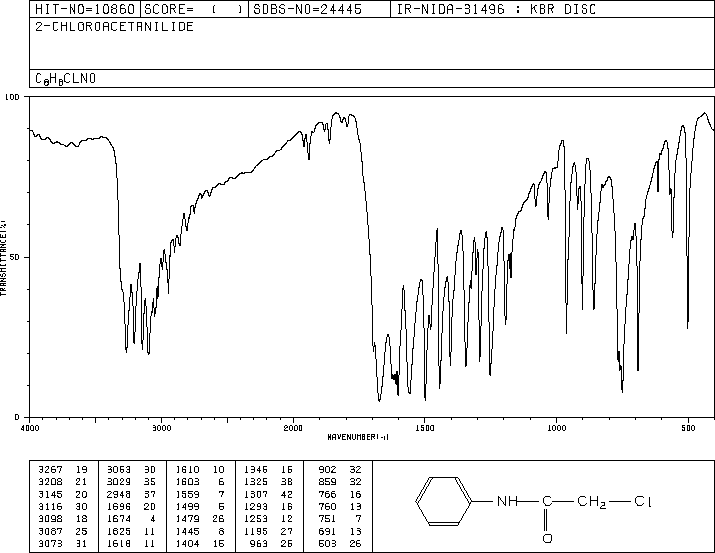 HIT-NO=10860 SCORE= ( ) SDBS-NO=24445 IR-NIDA-31496 : KBR DISC
2-CHLOROACETANILIDE
C8H8CLNO
100
50
0
TRANSMITTANCE(%)
4000 3000 2000 1500 1000 500
WAVENUMBER(-1)
3267 19 3053 30 1610 10 1346 16 902 32
3208 21 3029 35 1603 6 1325 38 859 32
3145 20 2948 37 1559 7 1307 42 766 16
3116 30 1696 20 1499 5 1293 16 760 13
3098 18 1674 4 1479 26 1253 12 751 7
3087 25 1625 11 1445 8 1195 27 691 13
3073 31 1618 11 1404 15 963 25 503 26
NH C CH2 Cl
O